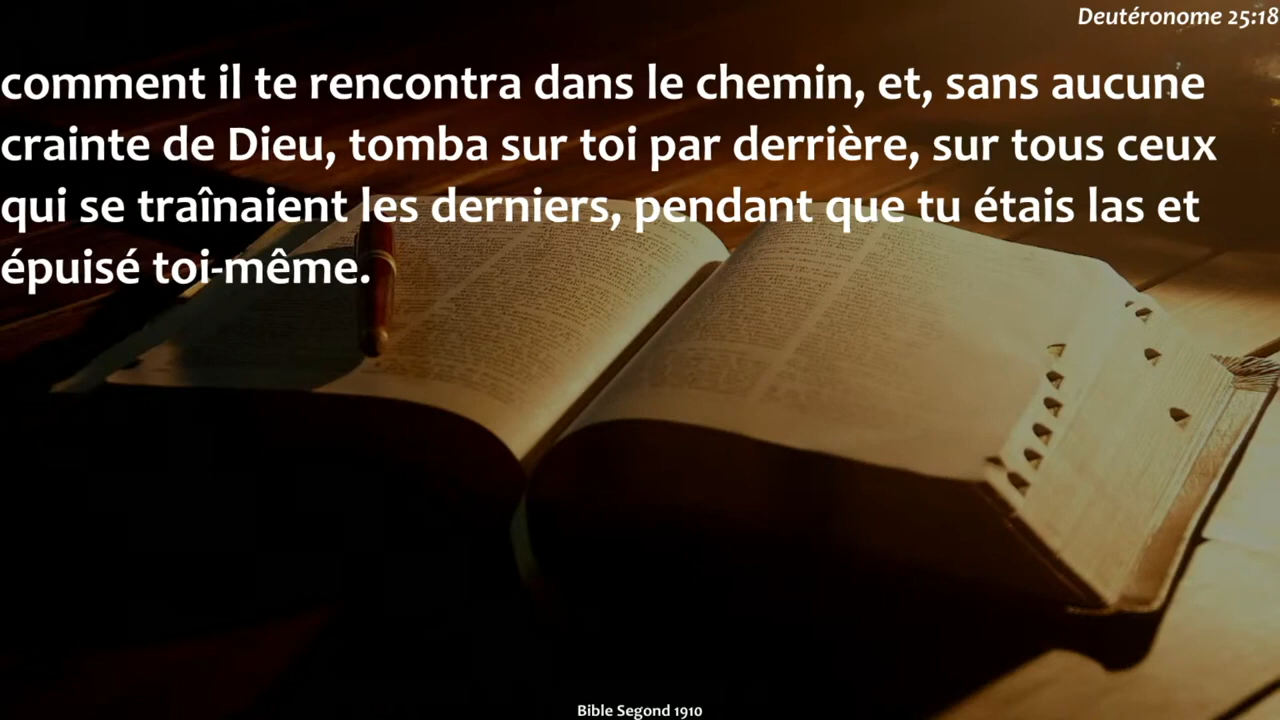 Deutéronome 25:18
comment il te rencontra dans le chemin, et, sans aucune
crainte de Dieu, tomba sur toi par derrière, sur tous ceux
qui se traînaient les derniers, pendant que tu étais las et
épuisé toi-même.
Bible Segond 1910